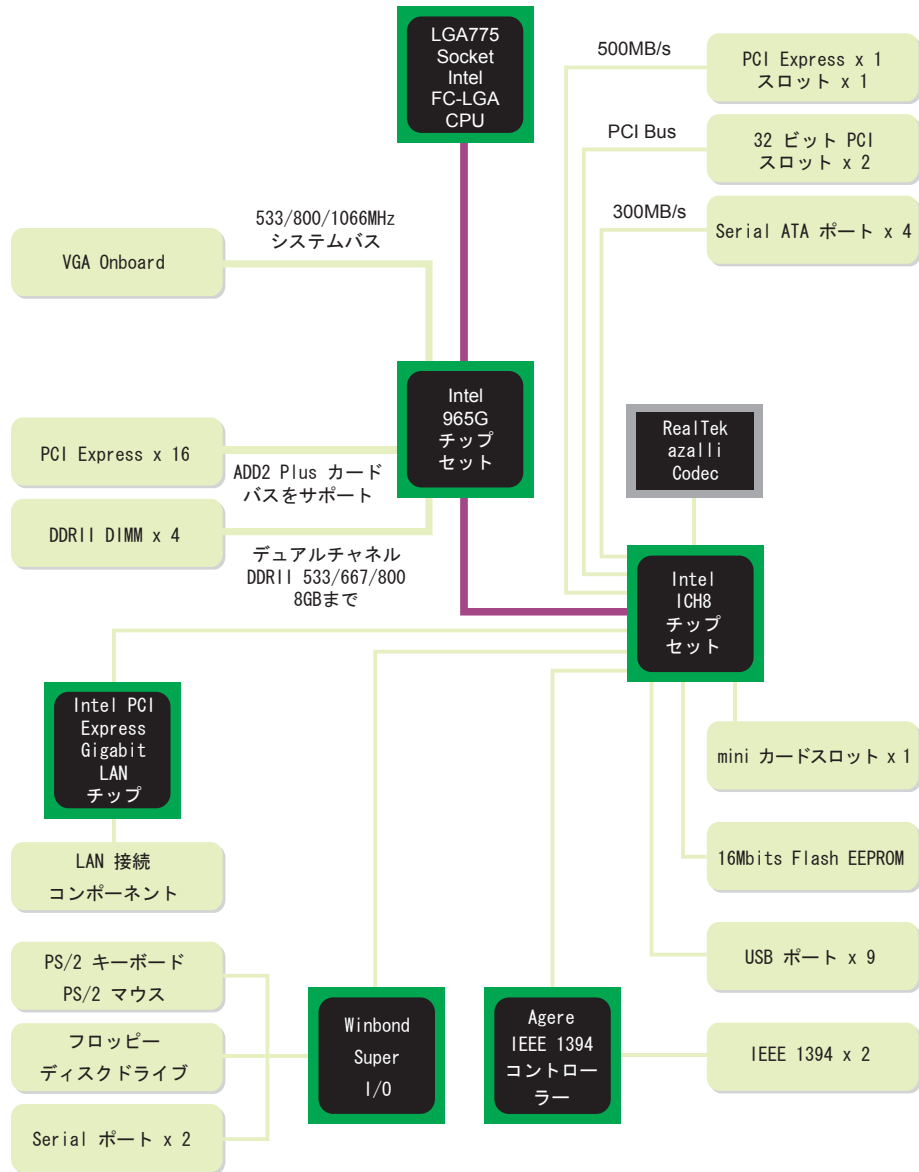 LGA775
Socket
Intel
FC-LGA
CPU
500MB/s
PCI Express x 1
スロット x 1
PCI Bus
32 ビット PCI
スロット x 2
300MB/s
Serial ATA ポート x 4
533/800/1066MHz
システムバス
VGA Onboard
Intel
965G
チップ
セット
PCI Express x 16
ADD2 Plus カード
バスをサポート
DDRII DIMM x 4
デュアルチャネル
DDRII 533/667/800
8GBまで
RealTek
azalli
Codec
Intel
ICH8
チップ
セット
Intel PCI
Express
Gigabit
LAN
チップ
LAN 接続
コンポーネント
mini カードスロット x 1
16Mbits Flash EEPROM
USB ポート x 9
PS/2 キーボード
PS/2 マウス
フロッピー
ディスクドライブ
Serial ポート x 2
Winbond
Super
I/O
Agere
IEEE 1394
コントロー
ラー
IEEE 1394 x 2